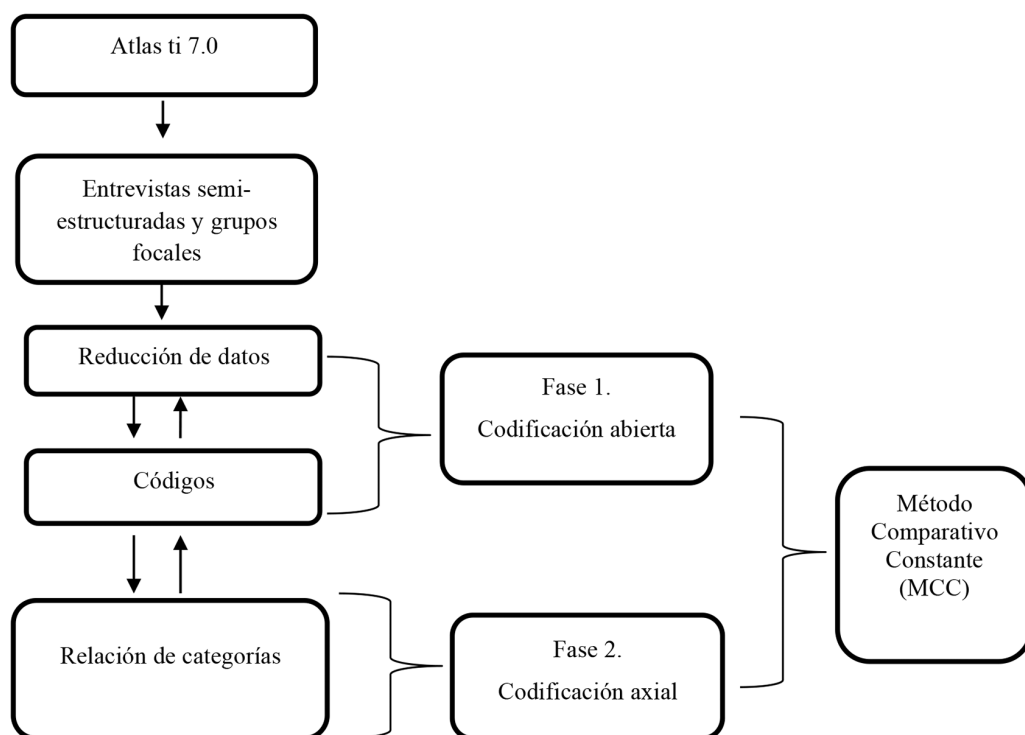 Atlas ti 7.0
Entrevistas semi-
estructuradas y grupos
focales
Reducción de datos
Códigos
Relación de categorías
Fase 1.
Codificación abierta
Fase 2.
Codificación axial
Método
Comparativo
Constante
(MCC)